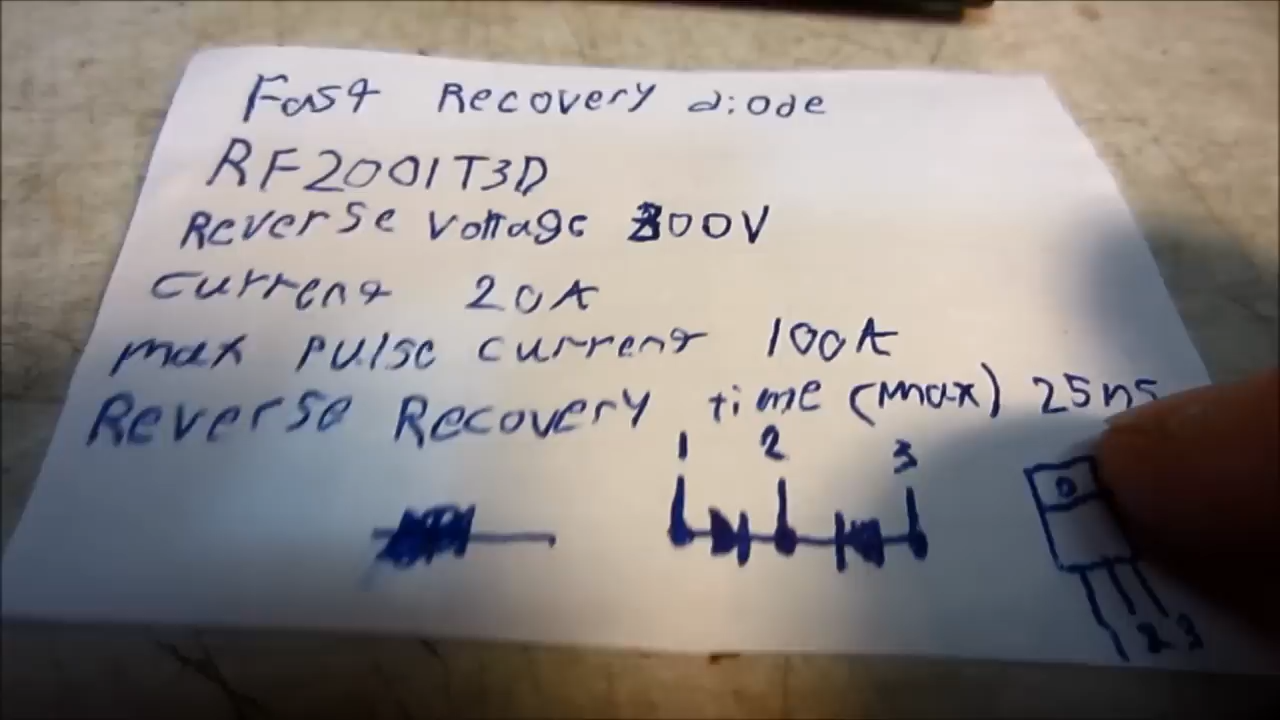 Fast Recovery diode
RF2001T3D
Reverse Voltage 300V
Current 20A
max pulse current 100A
Reverse Recovery time (max) 25ns
1 2 3
2 3